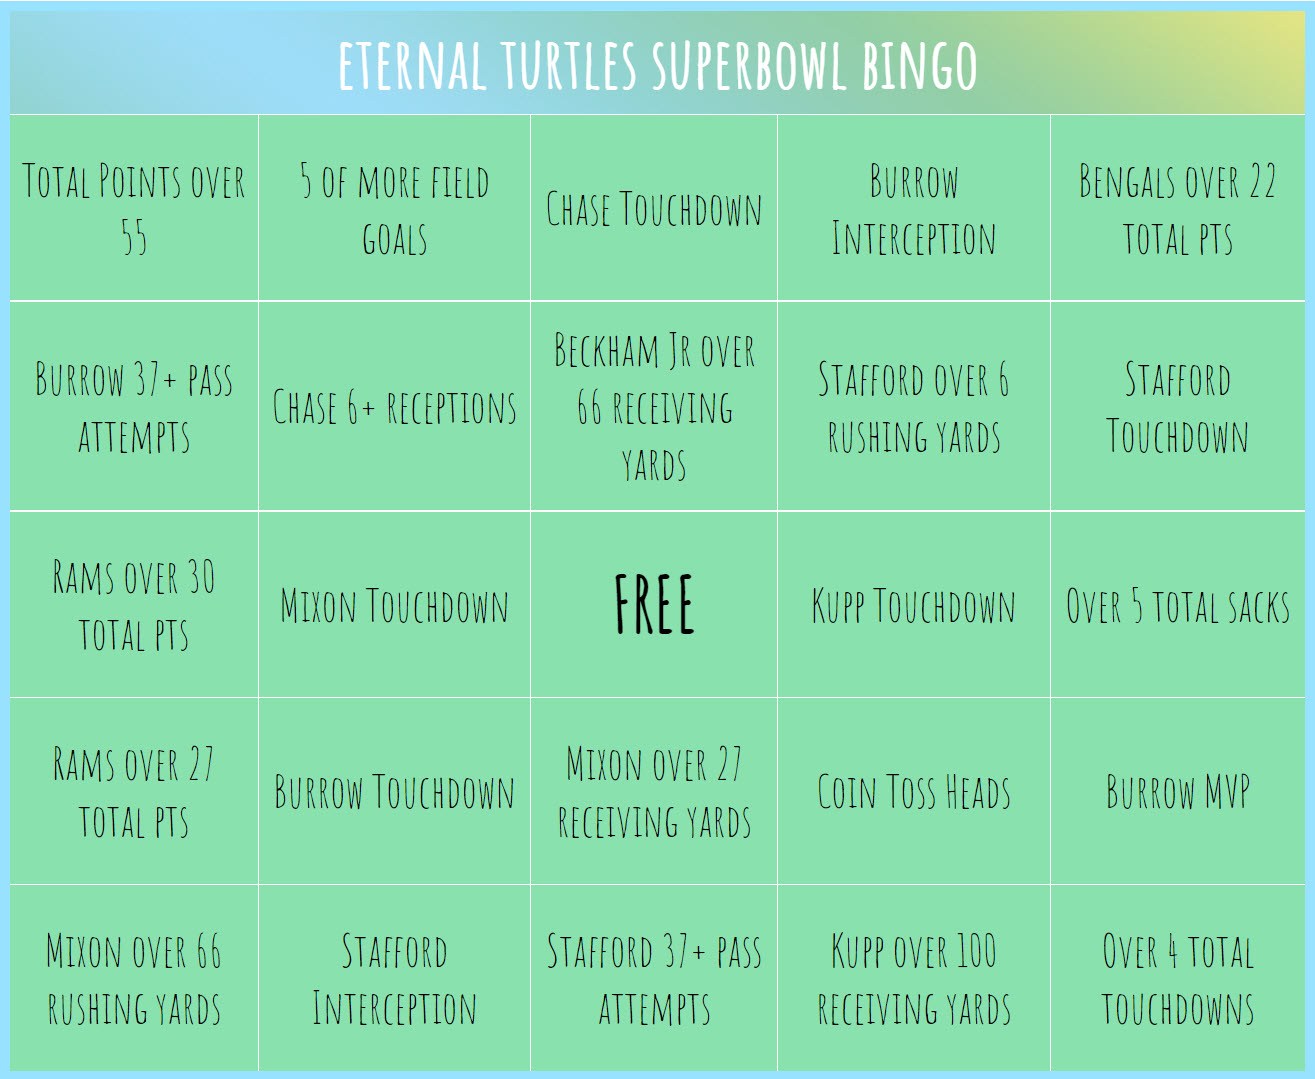 ETERNAL TURTLES SUPERBOWL BINGO
TOTAL POINTS OVER
55
5 OF MORE FIELD
GOALS
CHASE TOUCHDOWN
BURROW
INTERCEPTION
BENGALS OVER 22
TOTAL PTS
BURROW 37+ PASS
ATTEMPTS
CHASE 6+ RECEPTIONS
BECKHAM JR OVER
66 RECEIVING
YARDS
STAFFORD OVER 6
RUSHING YARDS
STAFFORD
TOUCHDOWN
RAMS OVER 30
TOTAL PTS
MIXON TOUCHDOWN
FREE
KUPP TOUCHDOWN
OVER 5 TOTAL SACKS
RAMS OVER 27
TOTAL PTS
BURROW TOUCHDOWN
MIXON OVER 27
RECEIVING YARDS
COIN TOSS HEADS
BURROW MVP
MIXON OVER 66
RUSHING YARDS
STAFFORD
INTERCEPTION
STAFFORD 37+ PASS
ATTEMPTS
KUPP OVER 100
RECEIVING YARDS
OVER 4 TOTAL
TOUCHDOWNS